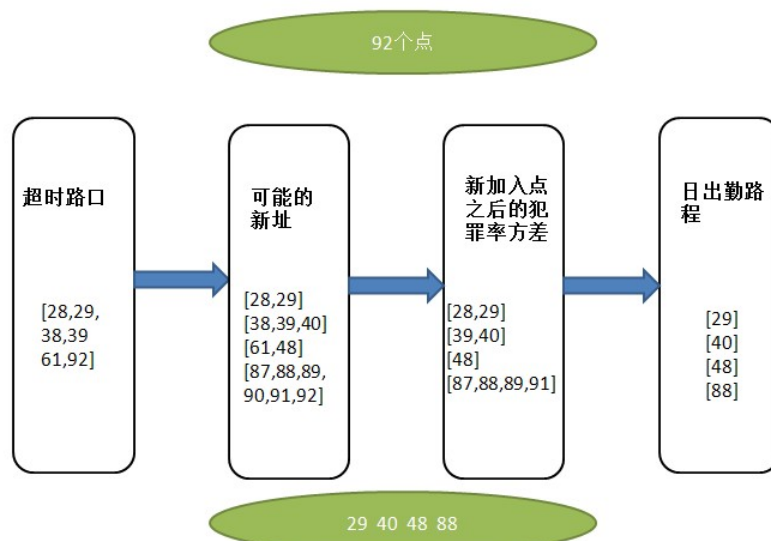 92个点
超时路口
[28,29,
38,39
61,92]
可能的
新址
[28,29]
[38,39,40]
[61,48]
[87,88,89,
90,91,92]
新加入点
之后的犯
罪率方差
[28,29]
[39,40]
[48]
[87,88,89,91]
日出勤路
程
[29]
[40]
[48]
[88]
29 40 48 88